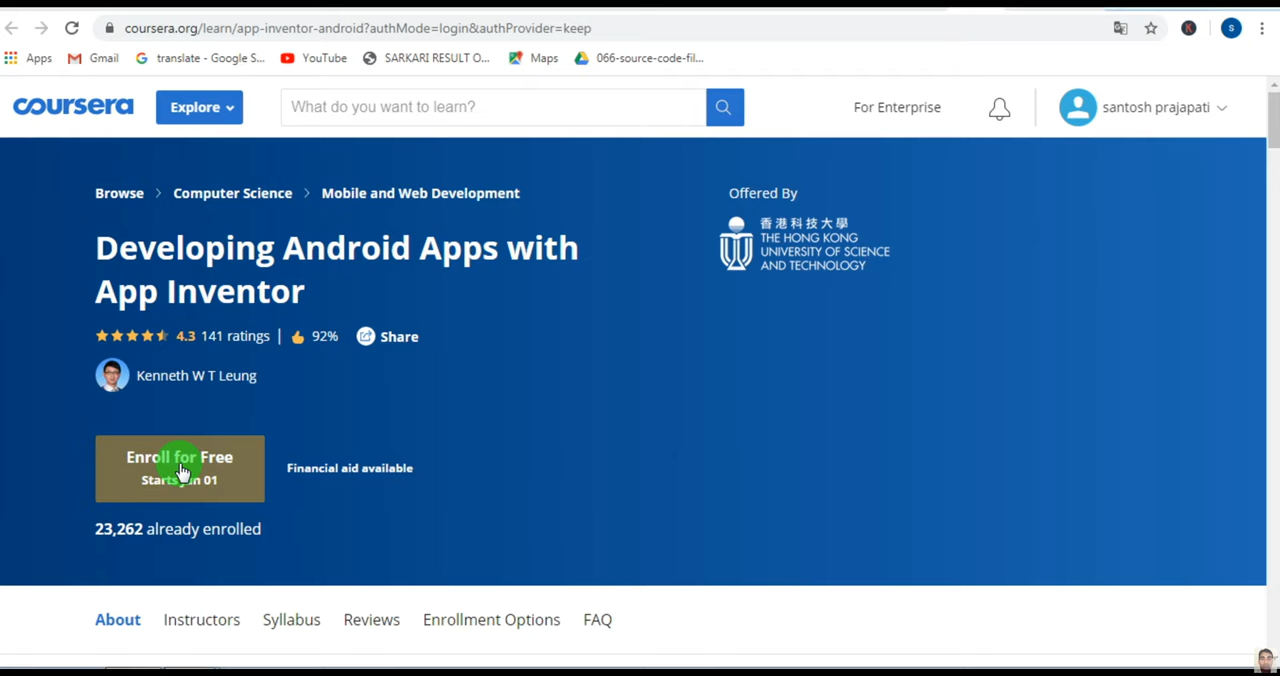 coursera.org/learn/app-inventor-android?authMode=login&authProvider=keep
Apps
Gmail
translate - Google S...
YouTube
SARKARI RESULT O...
Maps
066-source-code-fil...
coursera
Explore
What do you want to learn?
For Enterprise
santosh prajapati
Browse > Computer Science > Mobile and Web Development
Offered By
香港科技大學
THE HONG KONG
UNIVERSITY OF SCIENCE
AND TECHNOLOGY
Developing Android Apps with
App Inventor
4.3 141 ratings | 92% Share
Kenneth W T Leung
Enroll for Free
Starts 01
Financial aid available
23,262 already enrolled
About
Instructors
Syllabus
Reviews
Enrollment Options
FAQ